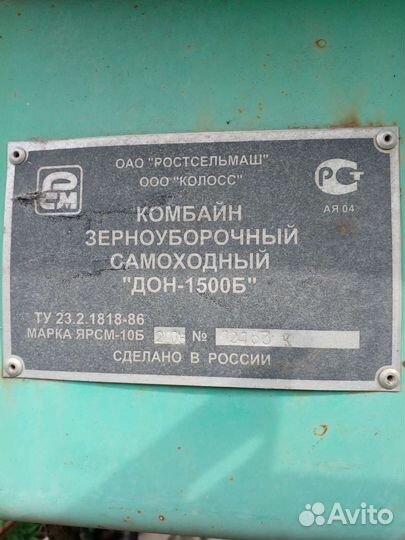 ОАО "РОСТСЕЛЬМАШ"
ООО "КОЛОСС"
РСТ
АЯ 04
КОМБАЙН
ЗЕРНОУБОРОЧНЫЙ
САМОХОДНЫЙ
"ДОН-1500Б"
ТУ 23.2.1818-86
МАРКА ЯРСМ-10Б №
СДЕЛАНО В РОССИИ
Avito